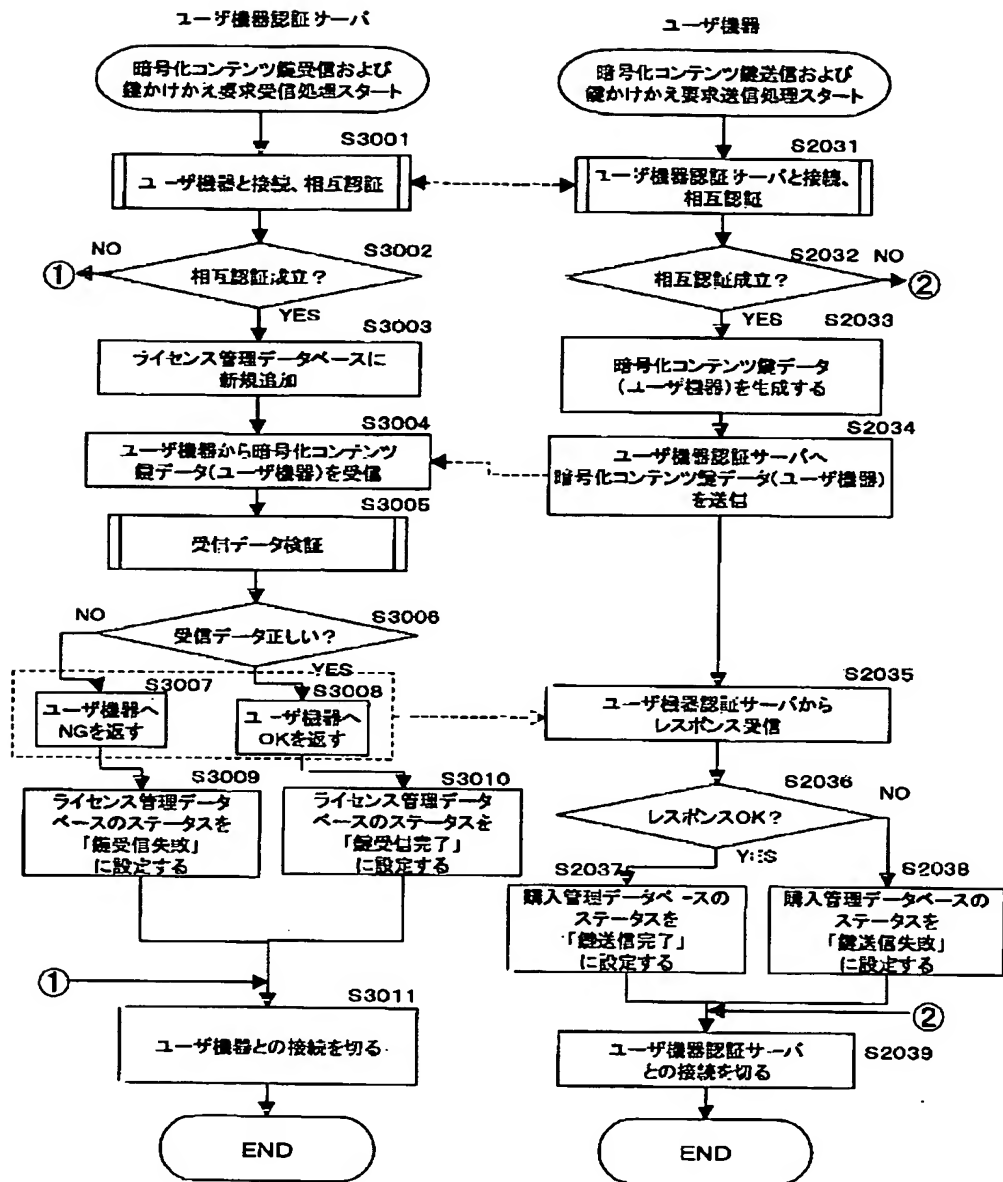 ユーザ機器認証サーバ
暗号化コンテンツ鍵受信および
鍵かけかえ要求受信処理スタート
S3001
ユーザ機器と接続、相互認証
S3002
NO
①
相互認証成立?
YES
S3003
ライセンス管理データベースに
新規追加
S3004
ユーザ機器から暗号化コンテンツ
鍵データ(ユーザ機器)を受信
S3005
受信データ検証
S3006
NO
受信データ正しい?
YES
S3007
ユーザ機器へ
NGを返す
S3008
ユーザ機器へ
OKを返す
S3009
ライセンス管理データ
ベースのステータスを
「鍵受信失敗」
に設定する
S3010
ライセンス管理データ
ベースのステータスを
「鍵受信完了」
に設定する
①
S3011
ユーザ機器との接続を切る
END
ユーザ機器
暗号化コンテンツ鍵送信および
鍵かけかえ要求送信処理スタート
S2031
ユーザ機器認証サーバと接続、
相互認証
S2032
NO
②
相互認証成立?
YES
S2033
暗号化コンテンツ鍵データ
(ユーザ機器)を生成する
S2034
ユーザ機器認証サーバへ
暗号化コンテンツ鍵データ(ユーザ機器)
を送信
S2035
ユーザ機器認証サーバから
レスポンス受信
S2036
NO
レスポンスOK?
YES
S2037
購入管理データベースの
ステータスを
「鍵送信完了」
に設定する
S2038
購入管理データベースの
ステータスを
「鍵送信失敗」
に設定する
②
S2039
ユーザ機器認証サーバ
との接続を切る
END